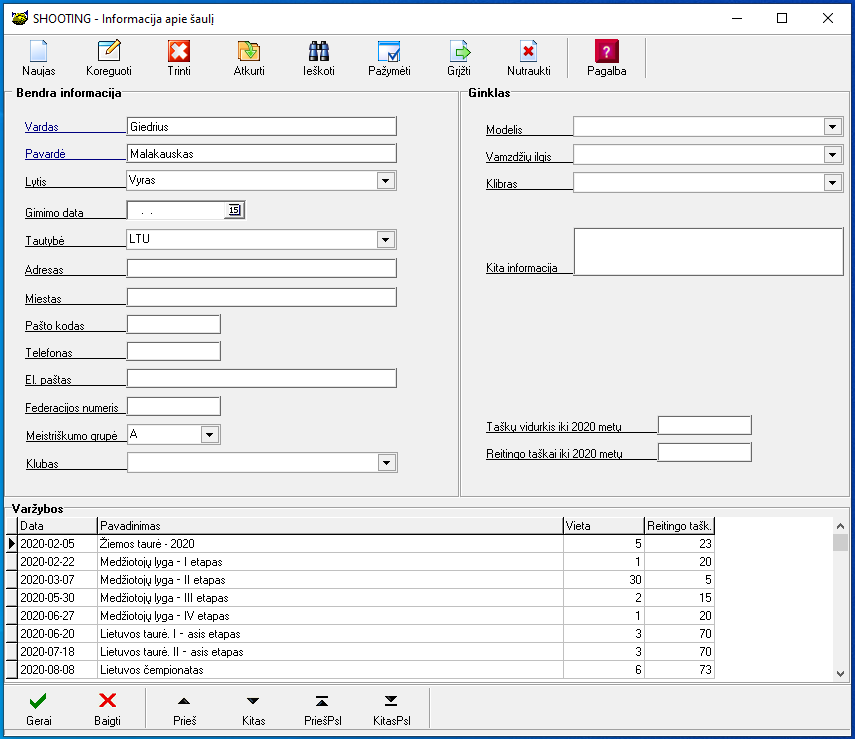 SHOOTING - Informacija apie šaulį
Naujas Koreguoti Trinti Atkurti Ieškoti Pažymėti Grįžti Nutraukti Pagalba
Bendra informacija
Vardas Giedrius
Pavardė Malakauskas
Lytis Vyras
Gimimo data . . 15
Tautybė LTU
Adresas
Miestas
Pašto kodas
Telefonas
El. paštas
Federacijos numeris
Meistriškumo grupė A
Klubas
Ginklas
Modelis
Vamzdžių ilgis
Klibras
Kita informacija
Taškų vidurkis iki 2020 metų
Reitingo taškai iki 2020 metų
Varžybos
Data Pavadinimas Vieta Reitingo tašk.
2020-02-05 Žiemos taurė - 2020 5 23
2020-02-22 Medžiotojų lyga - I etapas 1 20
2020-03-07 Medžiotojų lyga - II etapas 30 5
2020-05-30 Medžiotojų lyga - III etapas 2 15
2020-06-27 Medžiotojų lyga - IV etapas 1 20
2020-06-20 Lietuvos taurė. I - asis etapas 3 70
2020-07-18 Lietuvos taurė. II - asis etapas 3 70
2020-08-08 Lietuvos čempionatas 6 73
Gerai Baigti Prieš Kitas PriešPsl KitasPsl